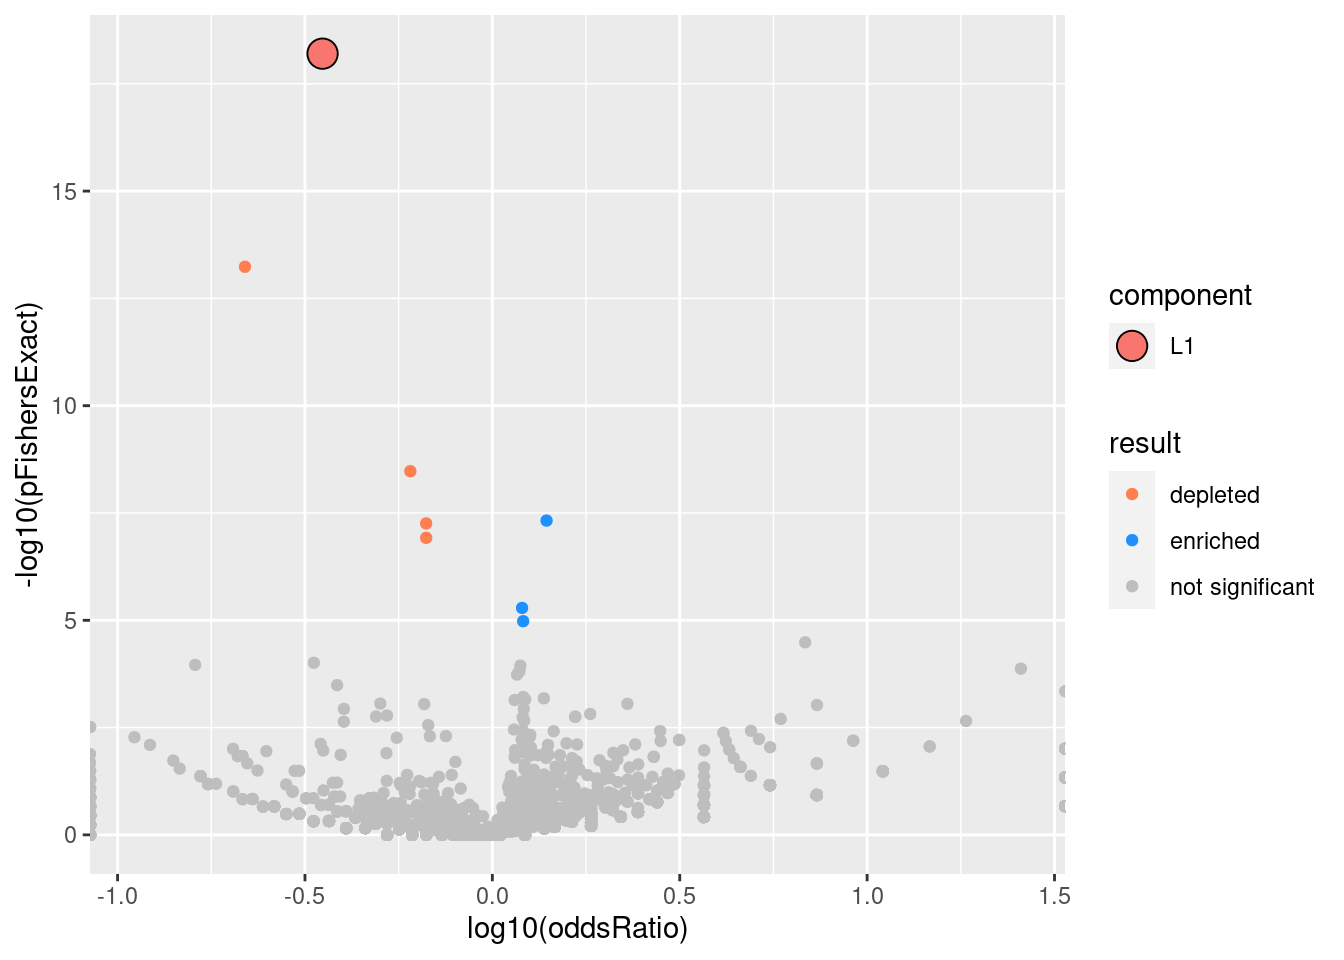 15
10
5
0
-log10(pFishersExact)
-1.0 -0.5 0.0 0.5 1.0 1.5
log10(oddsRatio)
component
L1
result
depleted
enriched
not significant